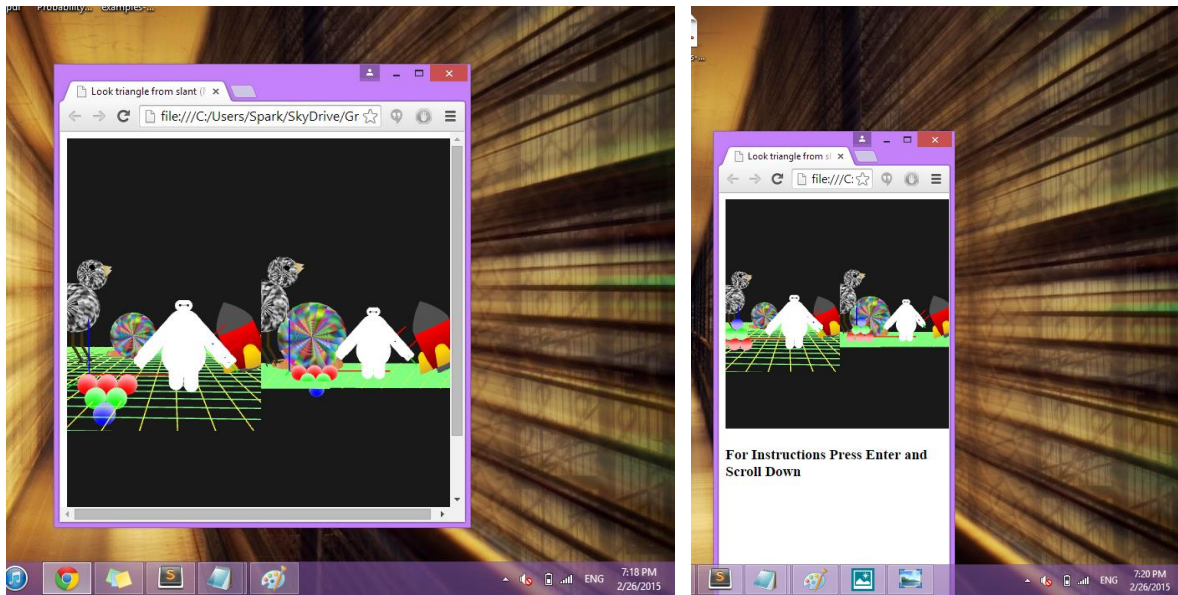 Probability... examples-...
Look triangle from slant (
file:///C:/Users/Spark/SkyDrive/Gr
ENG
7:18 PM
2/26/2015
Look triangle from sl
file:///C:
For Instructions Press Enter and
Scroll Down
ENG
7:20 PM
2/26/2015